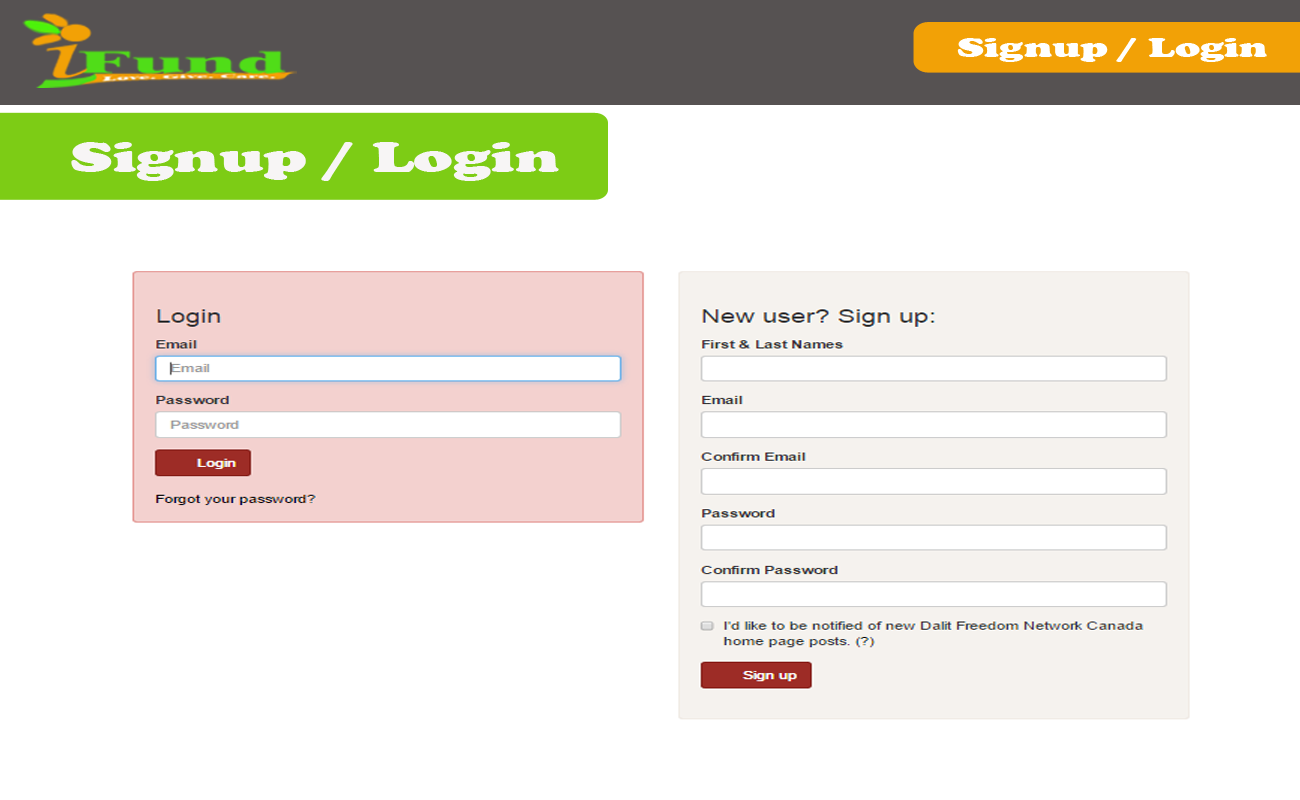 iFund
Love. Give. Care.
Signup / Login
Signup / Login
Login
Email
Email
Password
Password
Login
Forgot your password?
New user? Sign up:
First & Last Names
Email
Confirm Email
Password
Confirm Password
I'd like to be notified of new Dalit Freedom Network Canada
home page posts. (?)
Sign up